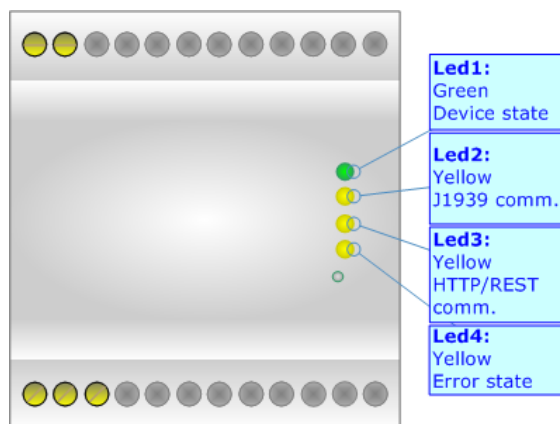 Led1:
Green
Device state
Led2:
Yellow
J1939 comm.
Led3:
Yellow
HTTP/REST
comm.
Led4:
Yellow
Error state